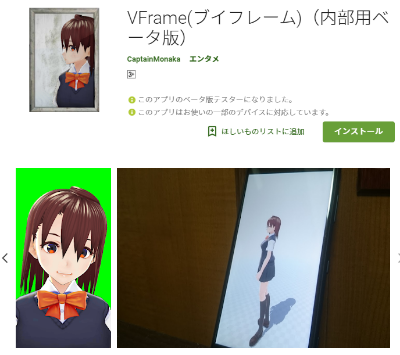 VFrame(ブイフレーム)（内部用ベ
ータ版）
CaptainMonaka エンタメ
3
このアプリのベータ版テスターになりました。
このアプリはお使いの一部のデバイスに対応しています。
ほしいものリストに追加
インストール